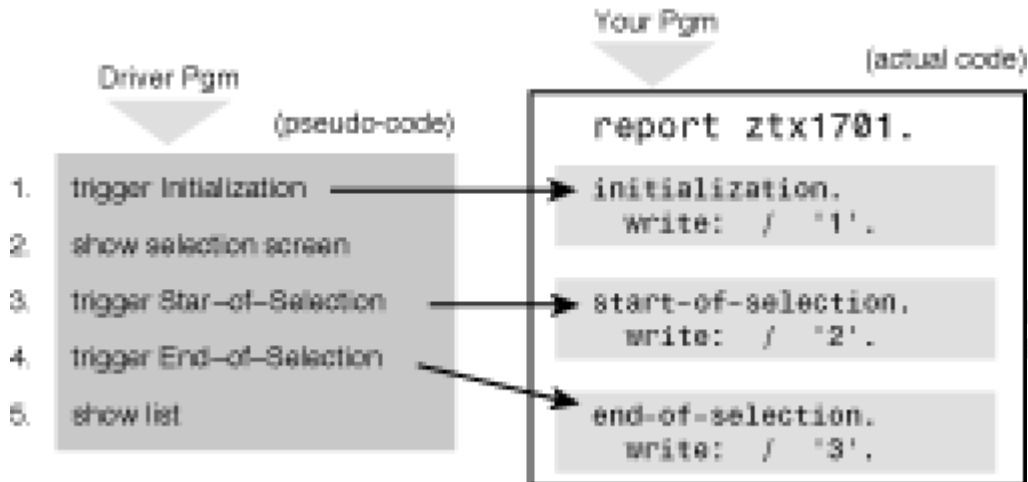 Your Pgm
(actual code)
Driver Pgm
(pseudo-code)
1. trigger Initialization
2. show selection screen
3. trigger Star-of-Selection
4. trigger End-of-Selection
5. show list
report ztx1701.
initialization.
write: / '1'.
start-of-selection.
write: / '2'.
end-of-selection.
write: / '3'.